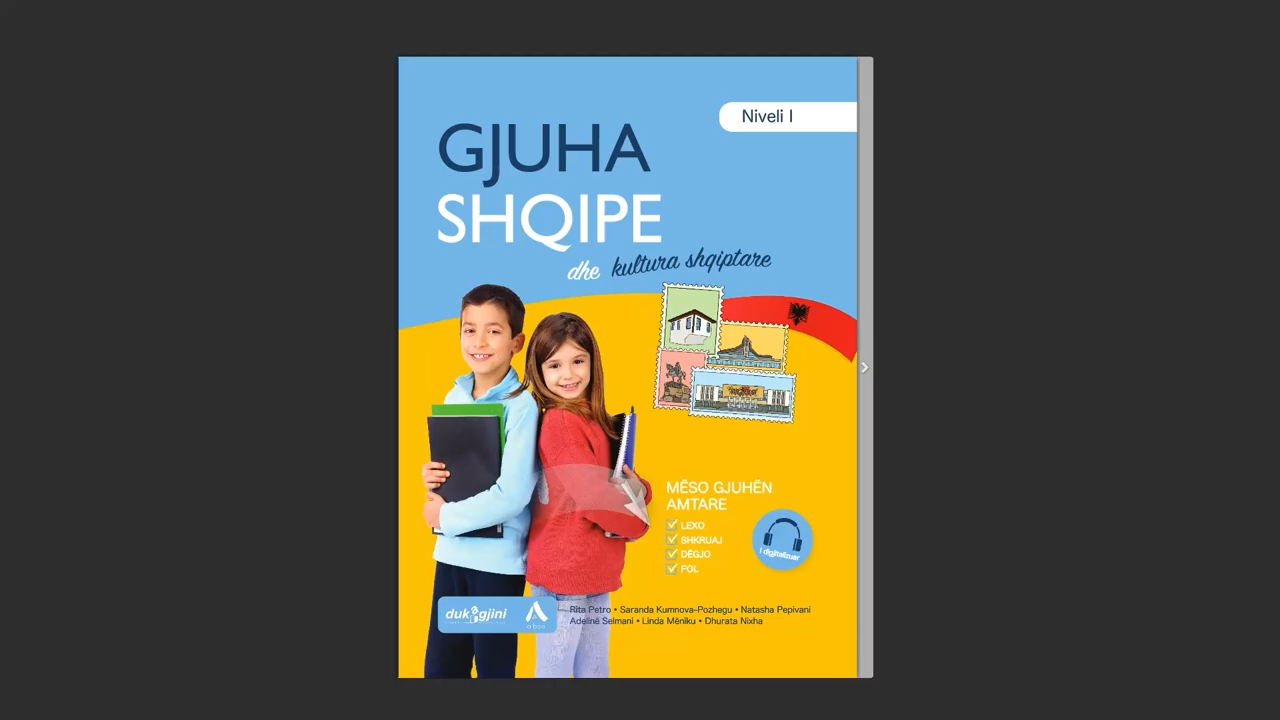 Niveli I
GJUHA
SHQIPE
dhe kultura shqiptare
MËSO GJUHËN
AMTARE
LEXO
SHKRUAJ
DËGJO
FOL
I digjitalizuar
dukagjini
Rita Petro • Saranda Kumnova-Pozhegu • Natasha Pepivani
Adelinë Selmani • Linda Mëniku • Dhurata Nixha